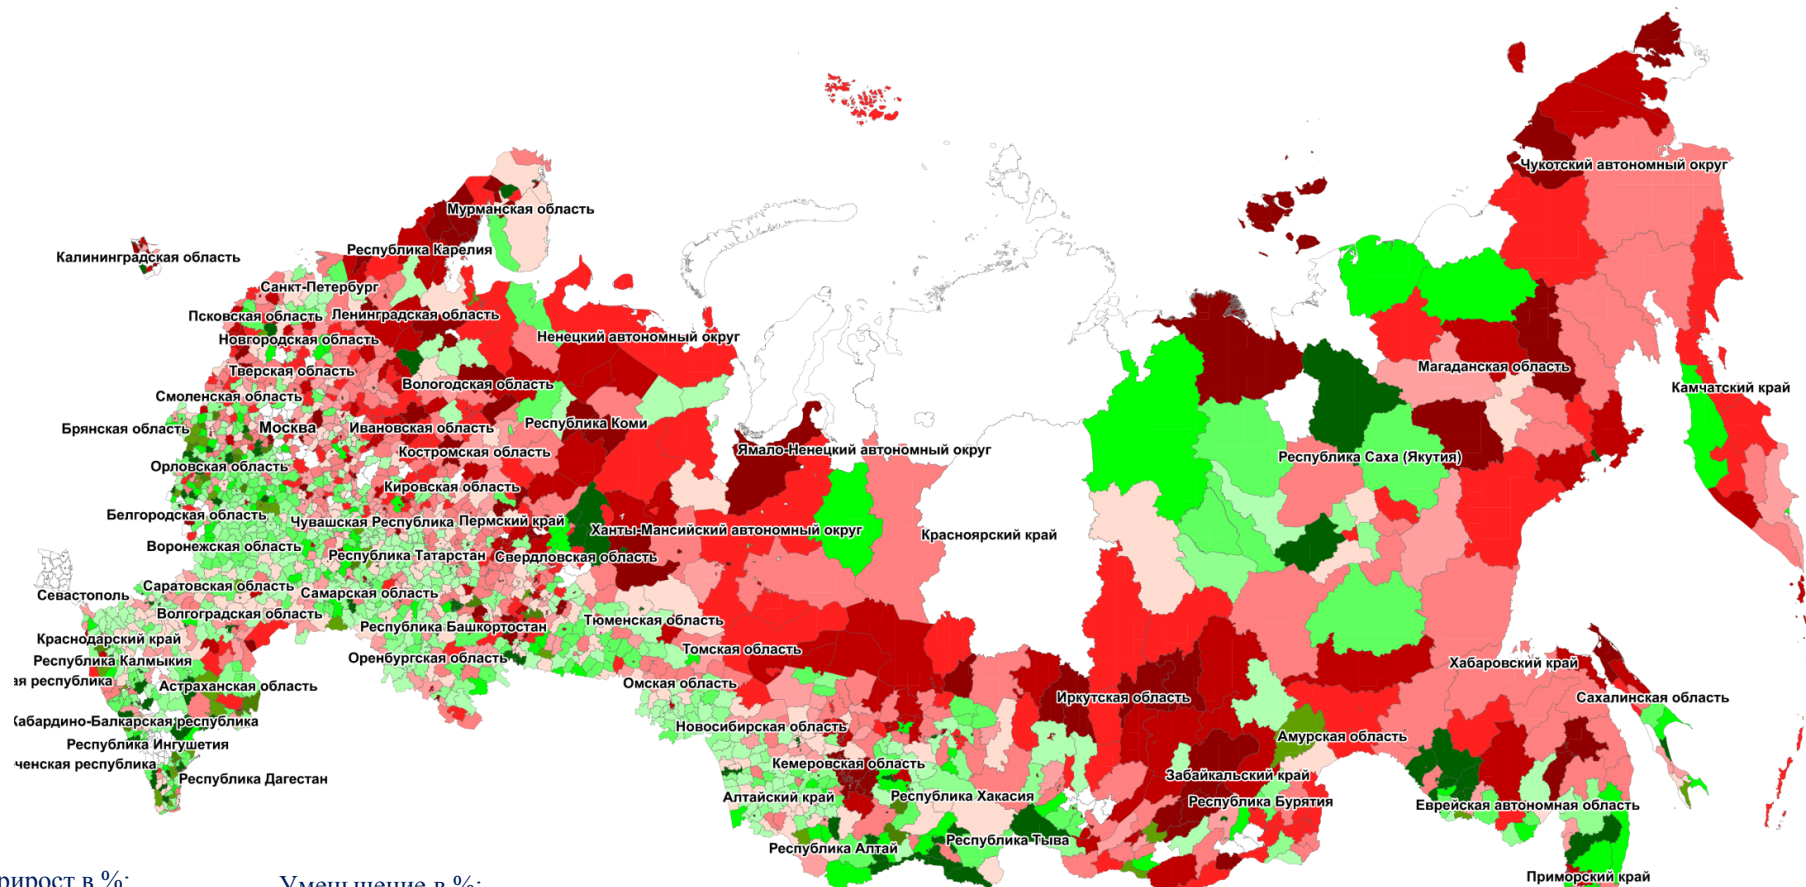 Чукотский автономный округ
Мурманская область
Республика Карелия
Калининградская область
Санкт-Петербург
Псковская область
Ленинградская область
Новгородская область
Ненецкий автономный округ
Тверская область
Магаданская область
Вологодская область
Камчатский край
Смоленская область
Республика Коми
Брянская область
Москва
Ивановская область
Костромская область
Ямало-Ненецкий автономный округ
Республика Саха (Якутия)
Орловская область
Кировская область
Белгородская область
Чувашская Республика
Пермский край
Ханты-Мансийский автономный округ
Красноярский край
Воронежская область
Республика Татарстан
Свердловская область
Саратовская область
Самарская область
Севастополь
Волгоградская область
Республика Башкортостан
Тюменская область
Краснодарский край
Томская область
Республика Калмыкия
Оренбургская область
Хабаровский край
ая республика
Астраханская область
Омская область
Иркутская область
Сахалинская область
Кабардино-Балкарская республика
Новосибирская область
Амурская область
Республика Ингушетия
Кемеровская область
ченская республика
Республика Дагестан
Забайкальский край
Алтайский край
Республика Хакасия
Республика Бурятия
Еврейская автономная область
Республика Алтай
Республика Тыва
Приморский край
рирост в %:
Уменьшение в %: